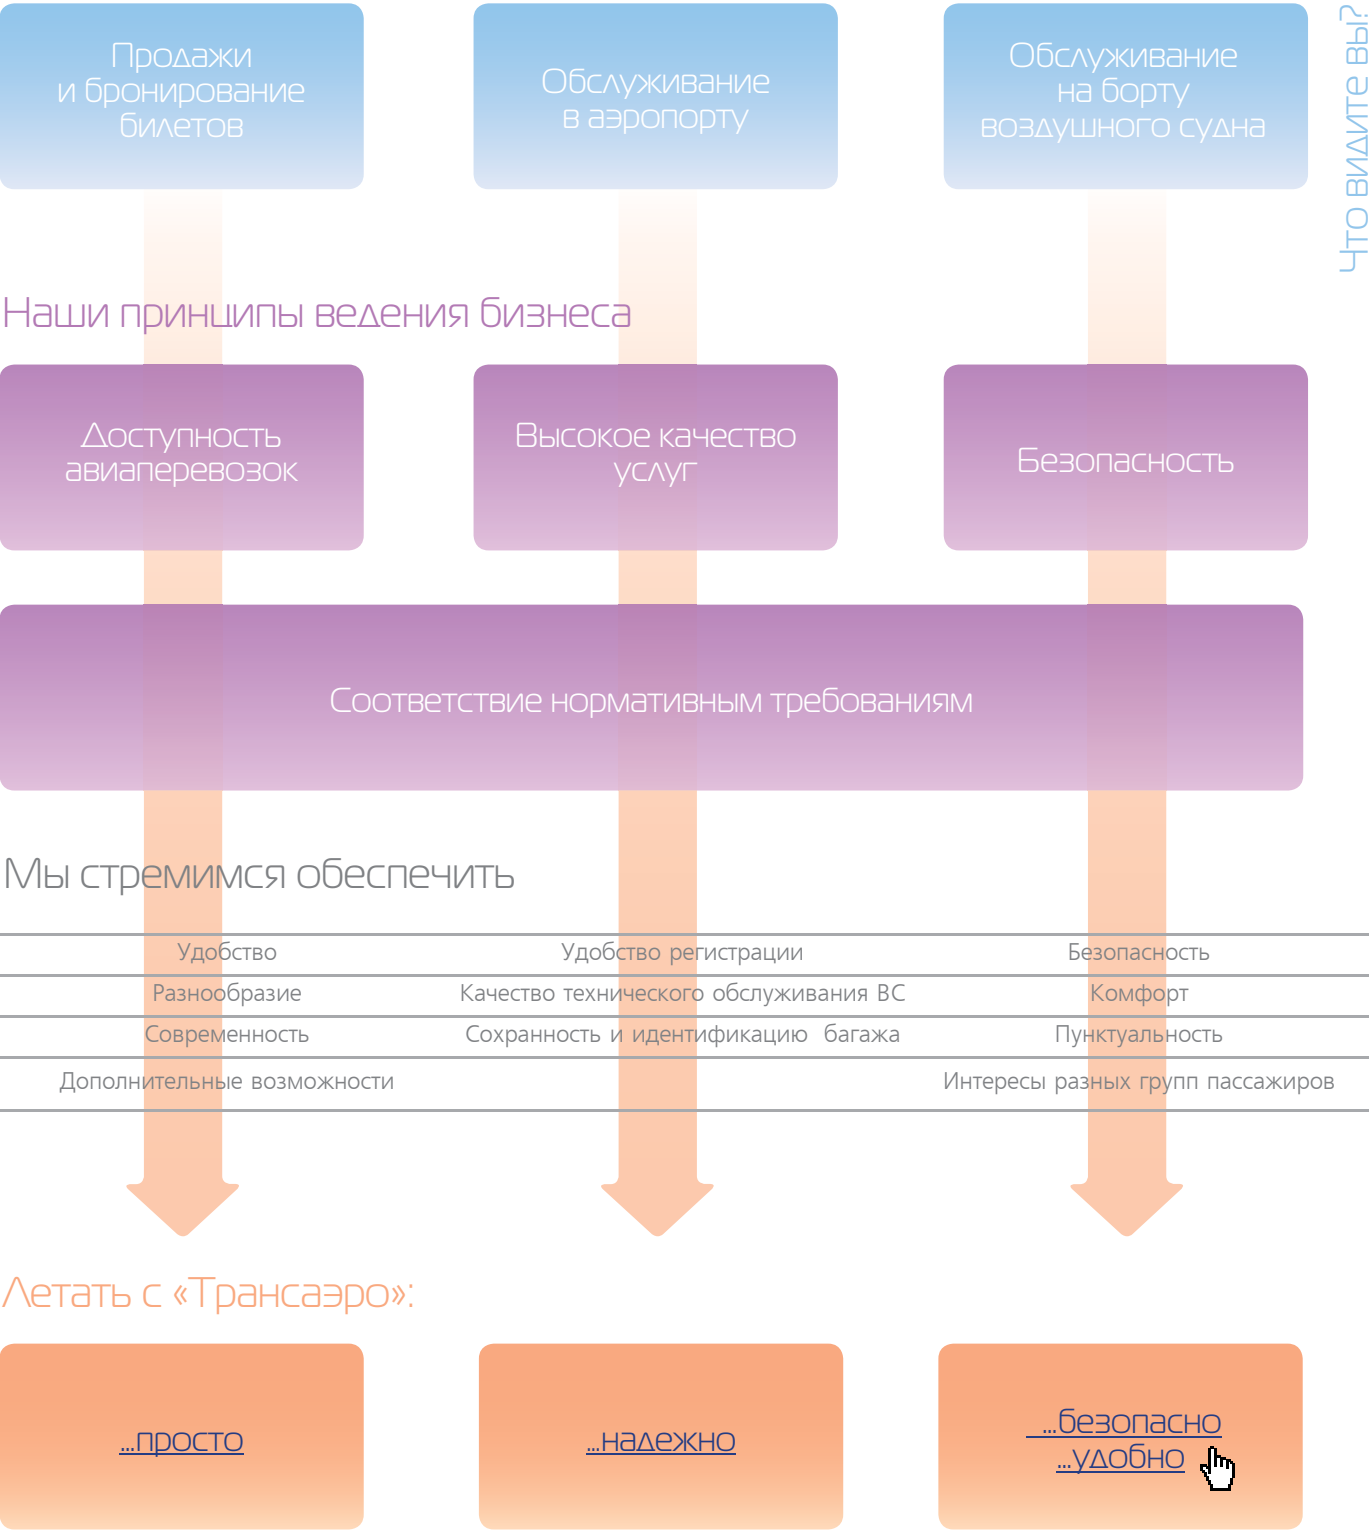 Что видите вы?
Продажи
и бронирование
билетов
Обслуживание
в аэропорту
Обслуживание
на борту
воздушного судна
Наши принципы ведения бизнеса
Доступность
авиаперевозок
Высокое качество
услуг
Безопасность
Соответствие нормативным требованиям
Мы стремимся обеспечить
Удобство Удобство регистрации Безопасность
Разнообразие Качество технического обслуживания ВС Комфорт
Современность Сохранность и идентификацию багажа Пунктуальность
Дополнительные возможности Интересы разных групп пассажиров
Летать с «Трансаэро»:
...просто
...надежно
...безопасно
...удобно